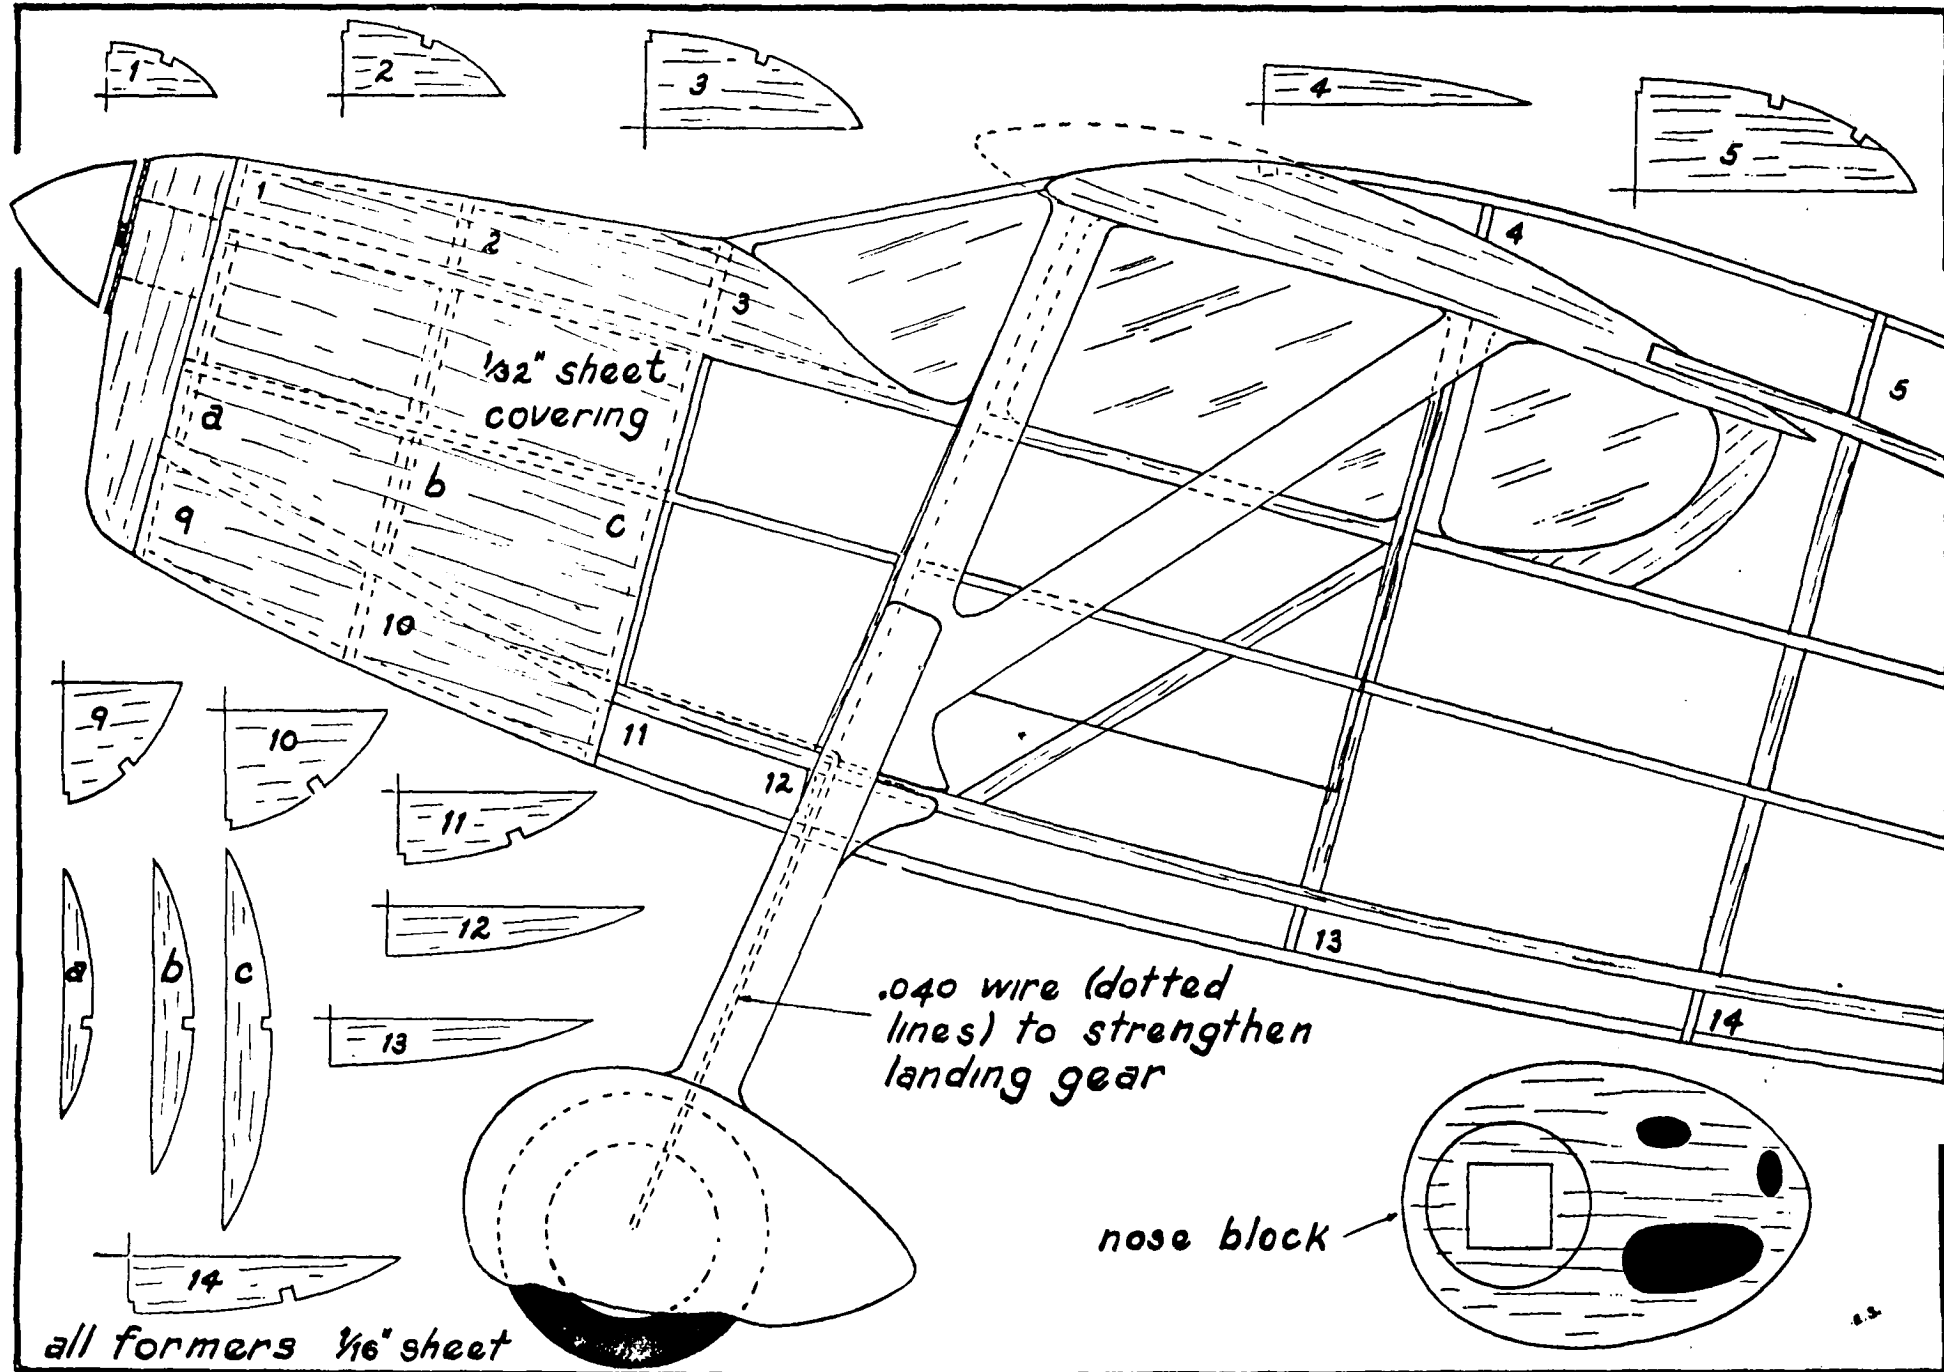 1
2
3
4
5
1
2
3
4
5
1/32" sheet
covering
a
b
c
9
10
11
12
13
14
9
10
11
12
13
a
b
c
14
.040 wire (dotted
lines) to strengthen
landing gear
nose block
all formers 1/16" sheet